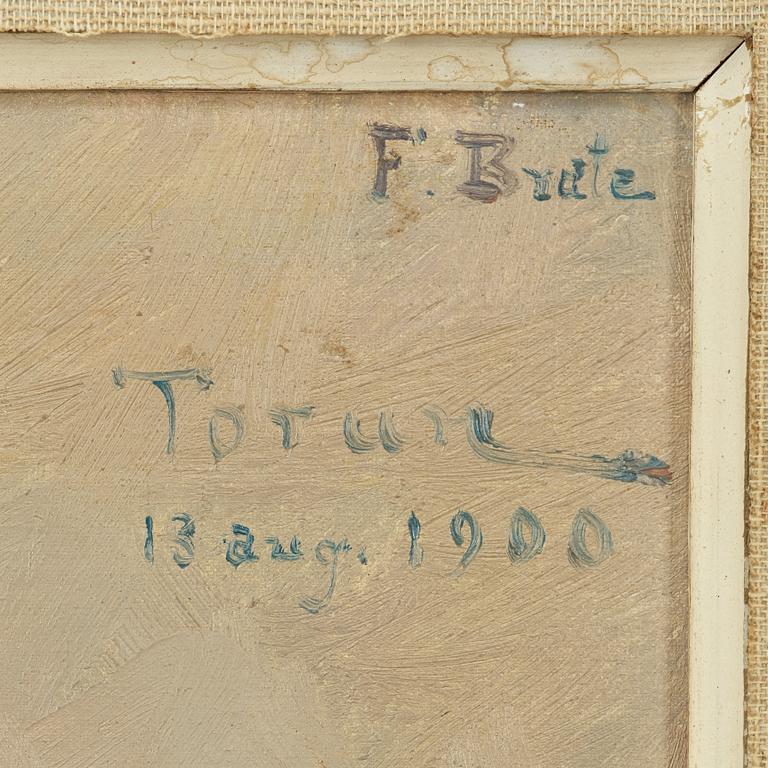 F. Brate
Torun
13 aug. 1900